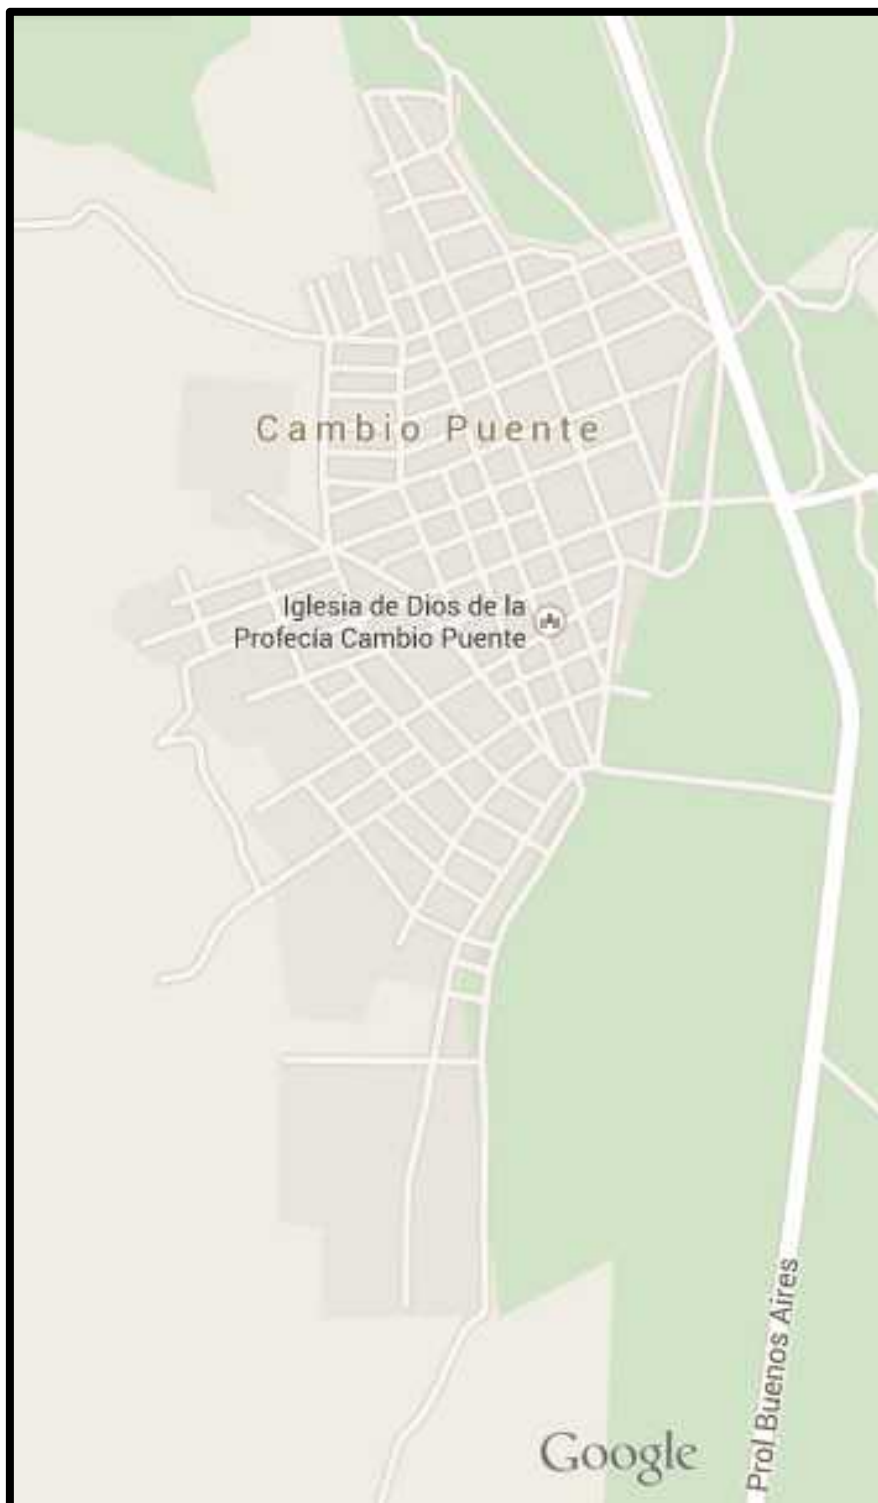 Cambio Puente
Iglesia de Dios de la
Profecía Cambio Puente
Prol Buenos Aires
Google